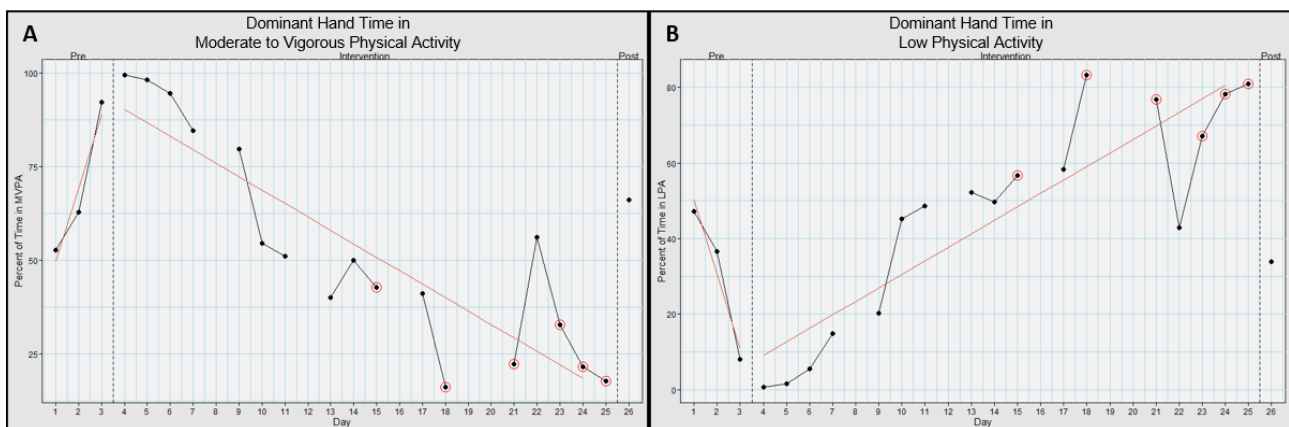 A
Dominant Hand Time in
Moderate to Vigorous Physical Activity
Pre
Intervention
Post
Percent of Time in MVPA
100
75
50
25
1 2 3 4 5 6 7 8 9 10 11 12 13 14 15 16 17 18 19 20 21 22 23 24 25 26
Day
B
Dominant Hand Time in
Low Physical Activity
Pre
Intervention
Post
Percent of Time in LPA
80
60
40
20
0
1 2 3 4 5 6 7 8 9 10 11 12 13 14 15 16 17 18 19 20 21 22 23 24 25 26
Day